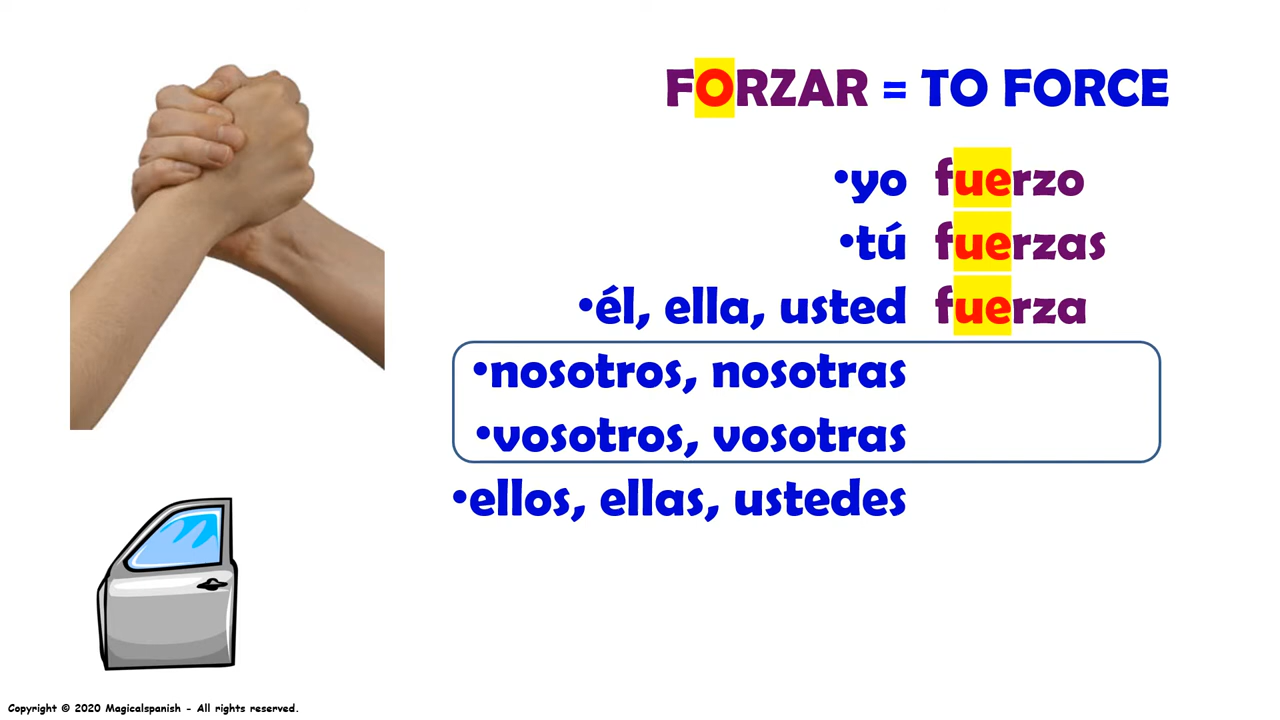 FORZAR = TO FORCE
•yo fuerzo
•tú fuerzas
•él, ella, usted fuerza
•nosotros, nosotras
•vosotros, vosotras
•ellos, ellas, ustedes
Copyright © 2020 Magicalspanish - All rights reserved.